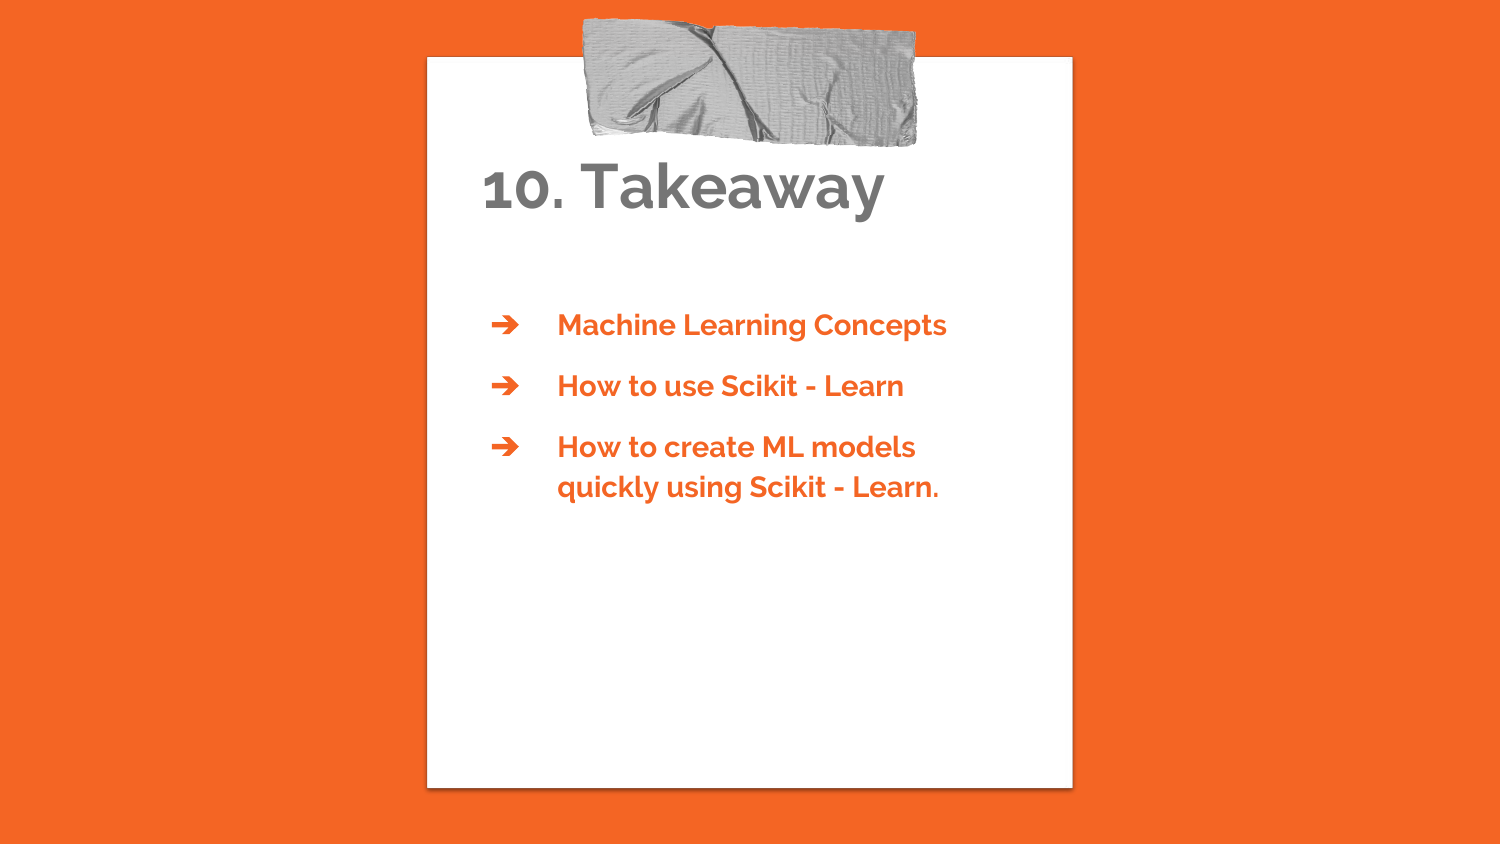 10. Takeaway
➔ Machine Learning Concepts
➔ How to use Scikit - Learn
➔ How to create ML models
quickly using Scikit - Learn.